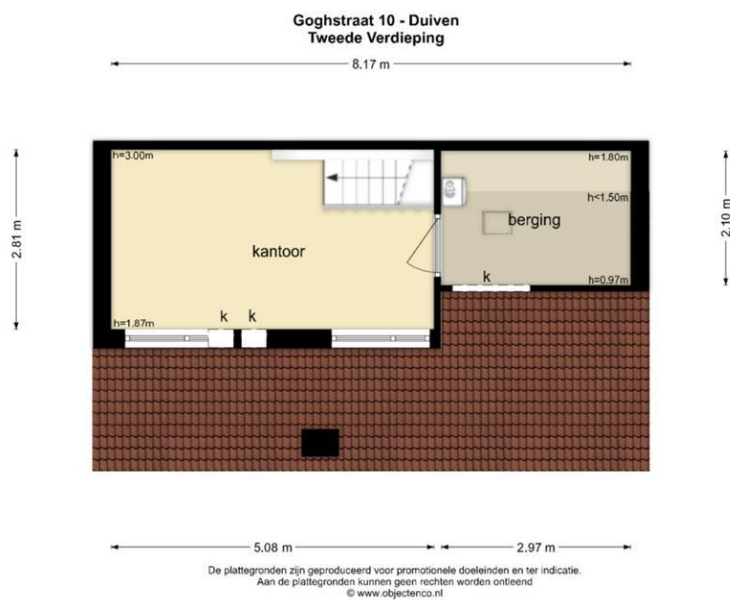 Goghstraat 10 - Duiven
Tweede Verdieping
8.17 m
h=3.00m
h=1.80m
h<1.50m
2.81 m
2.10 m
berging
kantoor
k
h=0.97m
h=1.87m
k k
5.08 m
2.97 m
De plattegronden zijn geproduceerd voor promotionele doeleinden en ter indicatie.
Aan de plattegronden kunnen geen rechten worden ontleend
© www.objectenco.nl